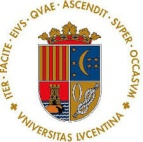 ITER · FACITE · EIVS · QVAE · ASCENDIT · SVPER · OCCASVM
VNIVERSITAS LVCENTINA